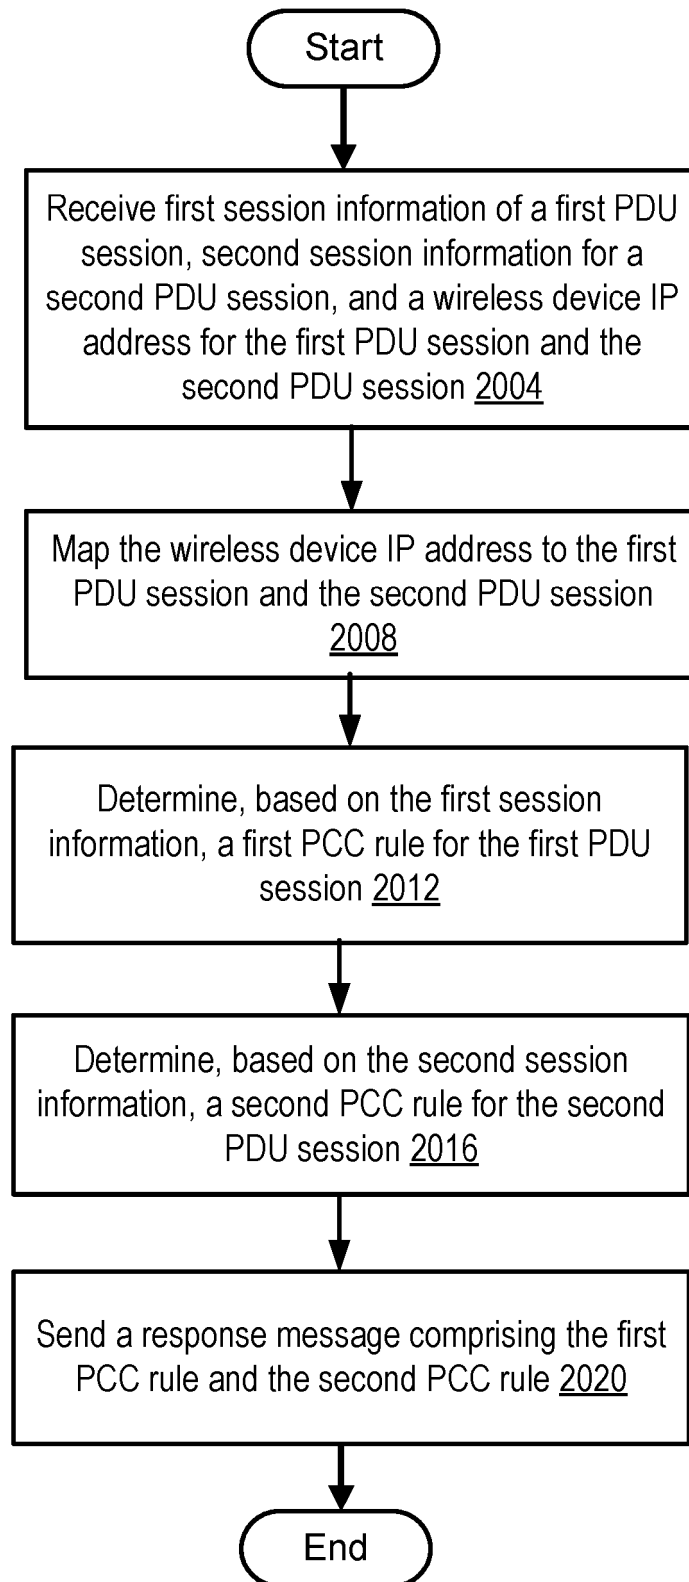 Start
Receive first session information of a first PDU
session, second session information for a
second PDU session, and a wireless device IP
address for the first PDU session and the
second PDU session 2004
Map the wireless device IP address to the first
PDU session and the second PDU session
2008
Determine, based on the first session
information, a first PCC rule for the first PDU
session 2012
Determine, based on the second session
information, a second PCC rule for the second
PDU session 2016
Send a response message comprising the first
PCC rule and the second PCC rule 2020
End